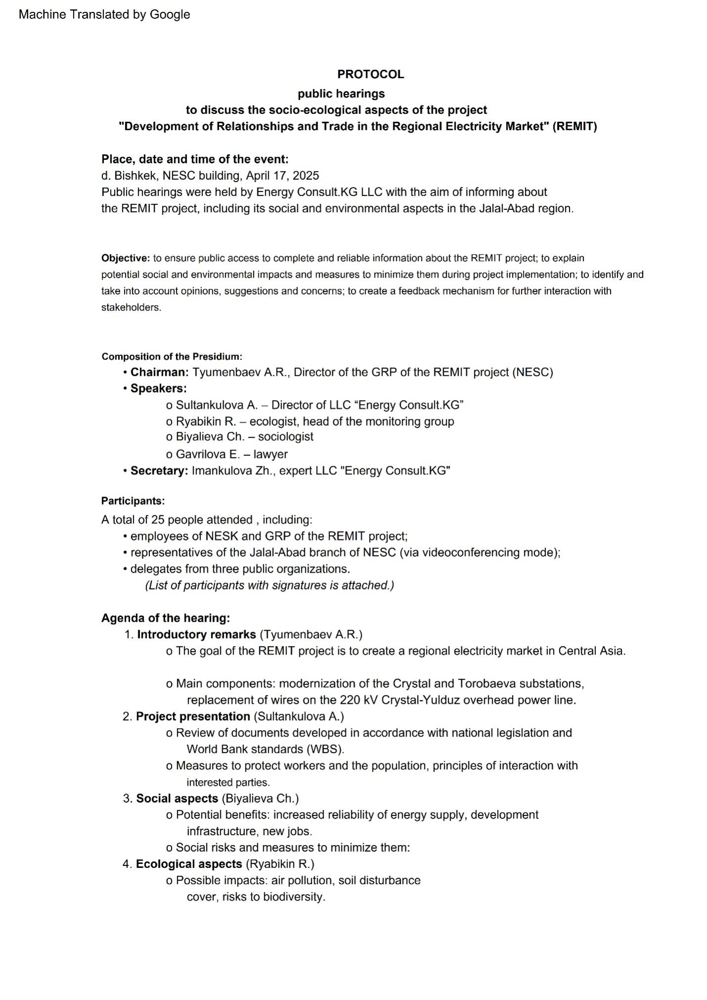 Machine Translated by Google
PROTOCOL
public hearings
to discuss the socio-ecological aspects of the project
"Development of Relationships and Trade in the Regional Electricity Market" (REMIT)
Place, date and time of the event:
d. Bishkek, NESC building, April 17, 2025
Public hearings were held by Energy Consult.KG LLC with the aim of informing about
the REMIT project, including its social and environmental aspects in the Jalal-Abad region.
Objective: to ensure public access to complete and reliable information about the REMIT project; to explain
potential social and environmental impacts and measures to minimize them during project implementation; to identify and
take into account opinions, suggestions and concerns; to create a feedback mechanism for further interaction with
stakeholders.
Composition of the Presidium:
• Chairman: Tyumenbaev A.R., Director of the GRP of the REMIT project (NESC)
• Speakers:
o Sultankulova A. – Director of LLC “Energy Consult.KG”
o Ryabikin R. – ecologist, head of the monitoring group
o Biyalieva Ch. – sociologist
o Gavrilova E. – lawyer
• Secretary: Imankulova Zh., expert LLC "Energy Consult.KG"
Participants:
A total of 25 people attended , including:
• employees of NESK and GRP of the REMIT project;
• representatives of the Jalal-Abad branch of NESC (via videoconferencing mode);
• delegates from three public organizations.
(List of participants with signatures is attached.)
Agenda of the hearing:
1. Introductory remarks (Tyumenbaev A.R.)
o The goal of the REMIT project is to create a regional electricity market in Central Asia.
o Main components: modernization of the Crystal and Torobaeva substations,
replacement of wires on the 220 kV Crystal-Yulduz overhead power line.
2. Project presentation (Sultankulova A.)
o Review of documents developed in accordance with national legislation and
World Bank standards (WBS).
o Measures to protect workers and the population, principles of interaction with
interested parties.
3. Social aspects (Biyalieva Ch.)
o Potential benefits: increased reliability of energy supply, development
infrastructure, new jobs.
o Social risks and measures to minimize them:
4. Ecological aspects (Ryabikin R.)
o Possible impacts: air pollution, soil disturbance
cover, risks to biodiversity.